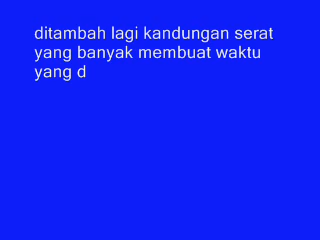 ditambah lagi kandungan serat
yang banyak membuat waktu
yang d